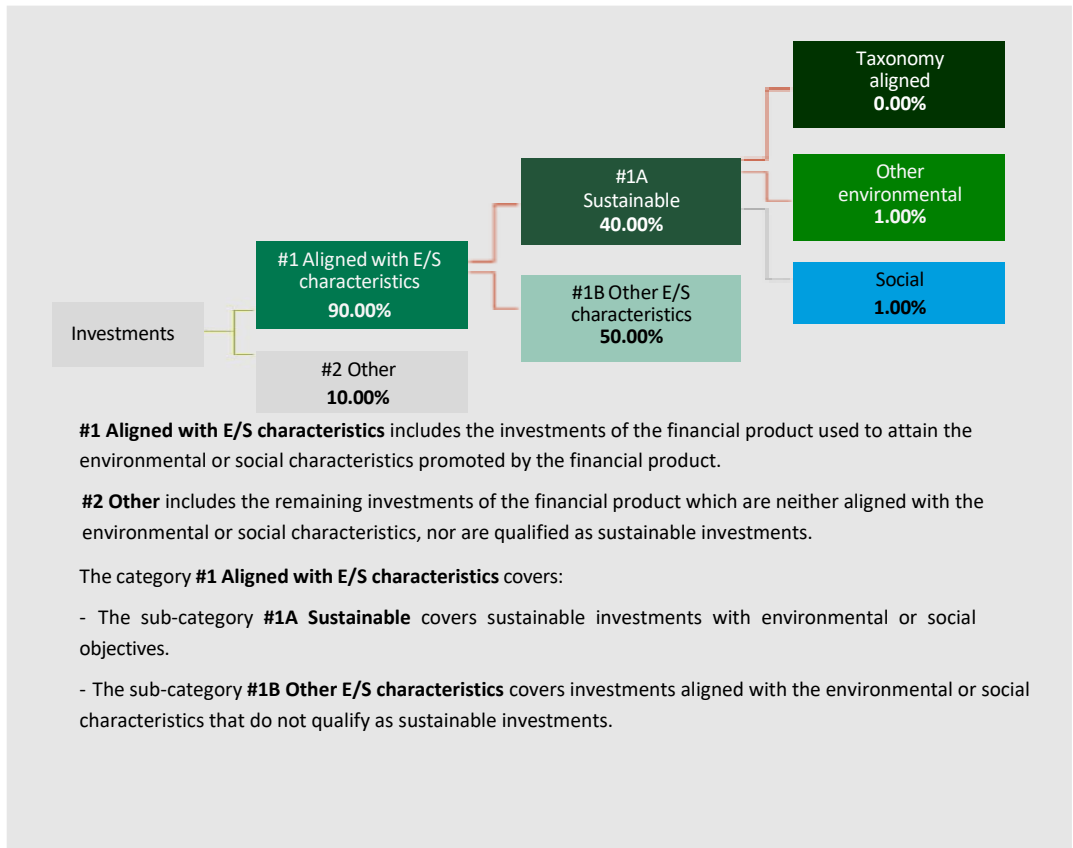 Taxonomy
aligned
0.00%
#1A
Sustainable
40.00%
Other
environmental
1.00%
#1 Aligned with E/S
characteristics
90.00%
#1B Other E/S
characteristics
50.00%
Social
1.00%
Investments
#2 Other
10.00%
#1 Aligned with E/S characteristics includes the investments of the financial product used to attain the
environmental or social characteristics promoted by the financial product.
#2 Other includes the remaining investments of the financial product which are neither aligned with the
environmental or social characteristics, nor are qualified as sustainable investments.
The category #1 Aligned with E/S characteristics covers:
- The sub-category #1A Sustainable covers sustainable investments with environmental or social
objectives.
- The sub-category #1B Other E/S characteristics covers investments aligned with the environmental or social
characteristics that do not qualify as sustainable investments.